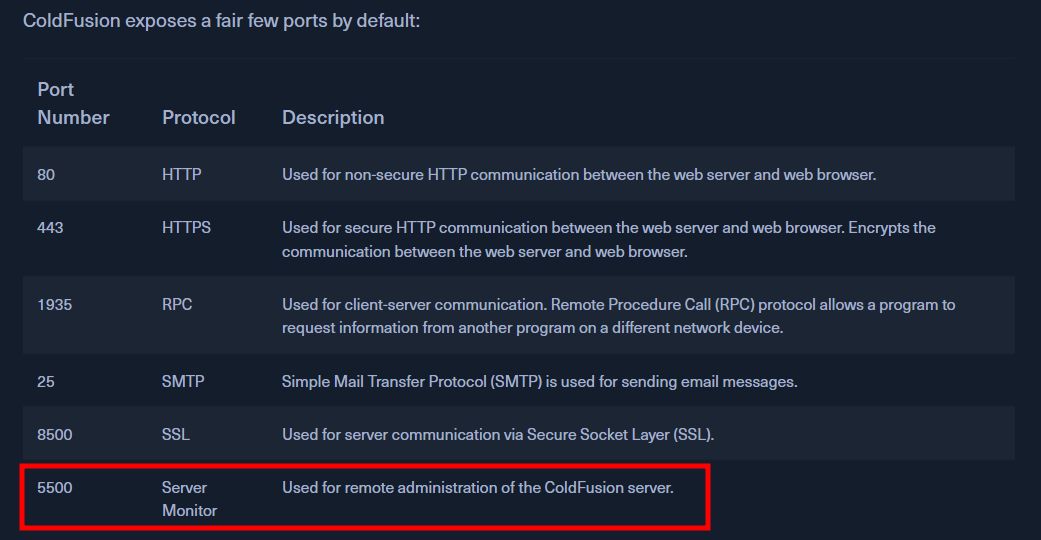 ColdFusion exposes a fair few ports by default:
Port
Number Protocol Description
80 HTTP Used for non-secure HTTP communication between the web server and web browser.
443 HTTPS Used for secure HTTP communication between the web server and web browser. Encrypts the
communication between the web server and web browser.
1935 RPC Used for client-server communication. Remote Procedure Call (RPC) protocol allows a program to
request information from another program on a different network device.
25 SMTP Simple Mail Transfer Protocol (SMTP) is used for sending email messages.
8500 SSL Used for server communication via Secure Socket Layer (SSL).
5500 Server Used for remote administration of the ColdFusion server.
Monitor